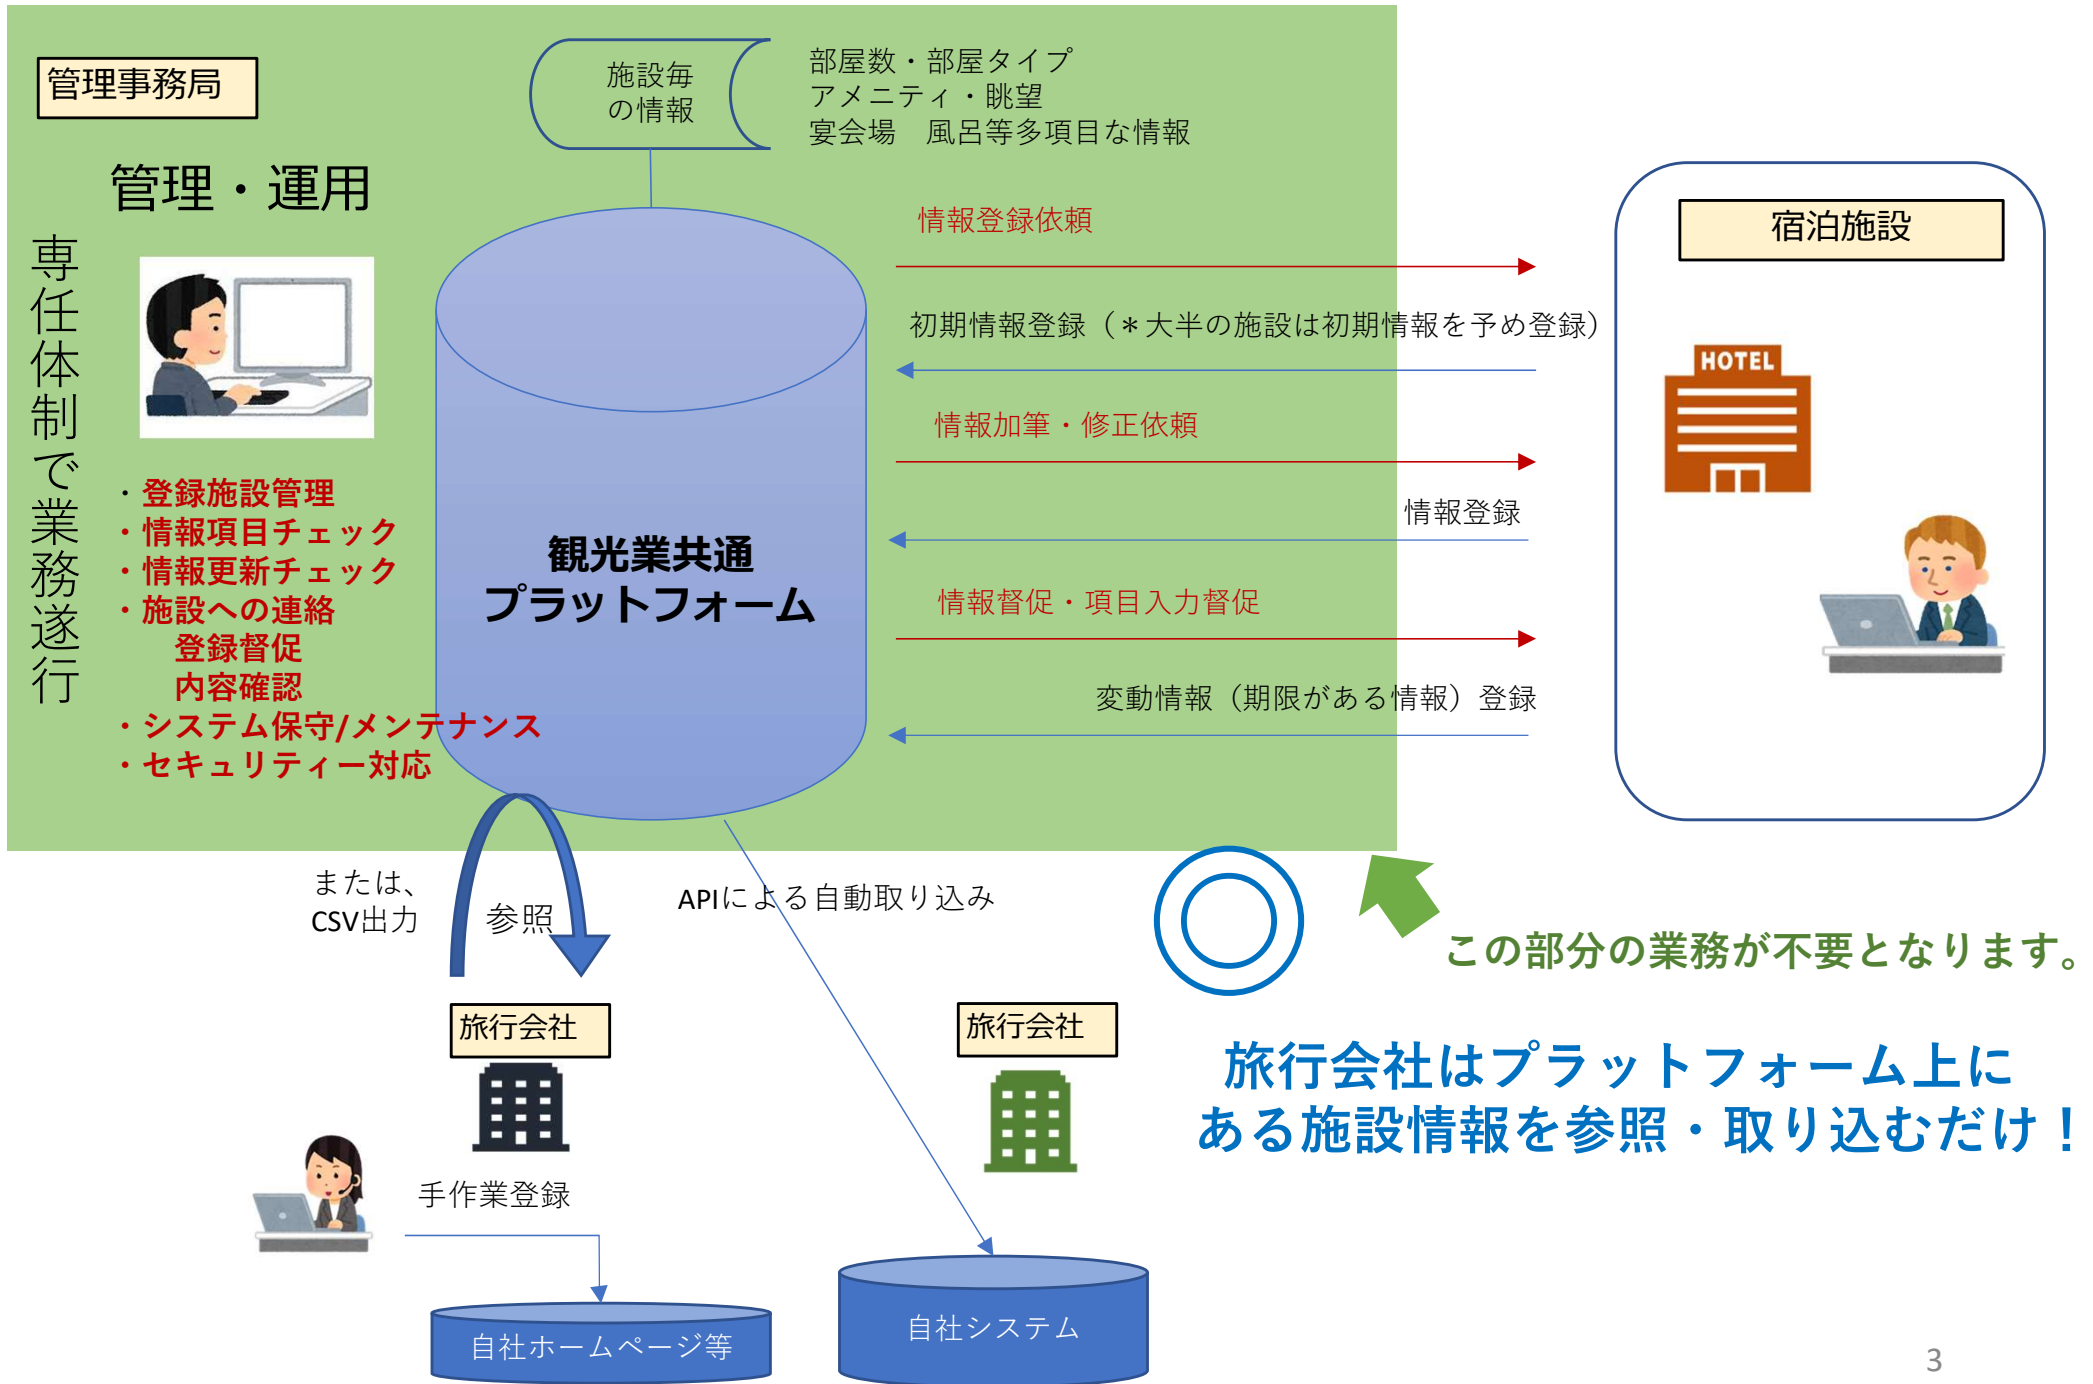 管理事務局
管理・運用
専任体制で業務遂行
・登録施設管理
・情報項目チェック
・情報更新チェック
・施設への連絡
登録督促
内容確認
・システム保守/メンテナンス
・セキュリティー対応
施設毎
の情報
部屋数・部屋タイプ
アメニティ・眺望
宴会場　風呂等多項目な情報
観光業共通
プラットフォーム
情報登録依頼
初期情報登録（＊大半の施設は初期情報を予め登録）
情報加筆・修正依頼
情報登録
情報督促・項目入力督促
変動情報（期限がある情報）登録
宿泊施設
HOTEL
または、
CSV出力
参照
APIによる自動取り込み
この部分の業務が不要となります。
旅行会社
旅行会社
旅行会社はプラットフォーム上に
ある施設情報を参照・取り込むだけ！
手作業登録
自社ホームページ等
自社システム
3